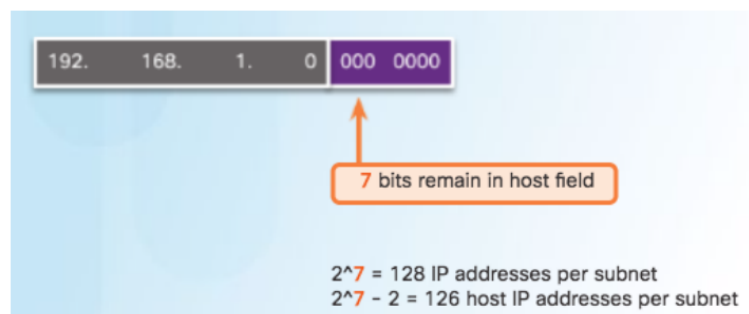 192. 168. 1. 0 000 0000
7 bits remain in host field
2^7 = 128 IP addresses per subnet
2^7 - 2 = 126 host IP addresses per subnet